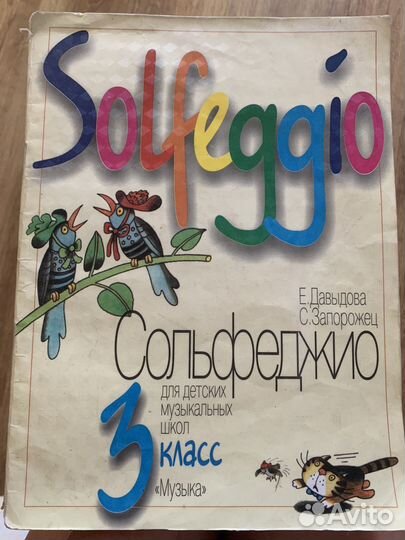 Solfeggio
Е.Давыдова
С.Запорожец
Сольфеджио
для детских
музыкальных
школ
3 класс
«Музыка»
Avito